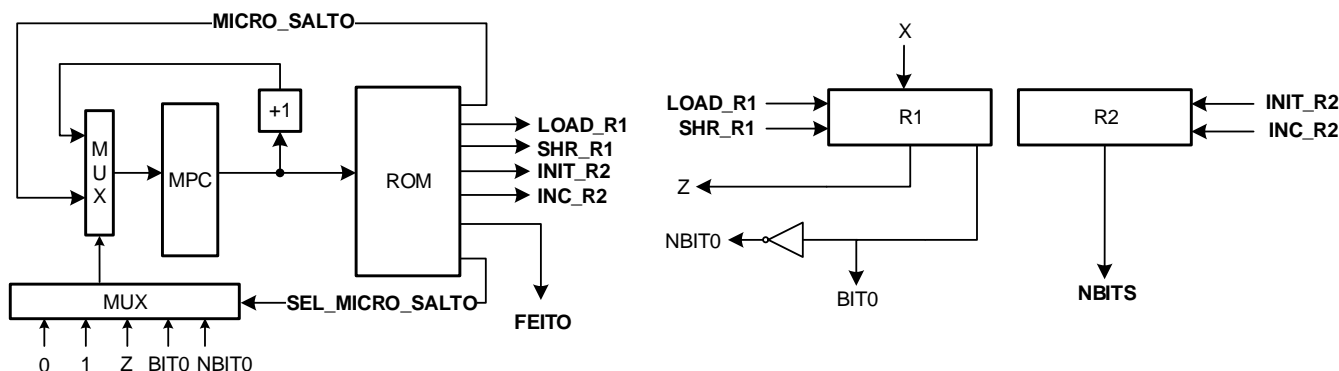 MICRO_SALTO
+1
M
U
X
MPC
ROM
LOAD_R1
SHR_R1
INIT_R2
INC_R2
MUX
SEL_MICRO_SALTO
FEITO
0 1 Z BIT0 NBIT0
X
LOAD_R1
SHR_R1
R1
R2
INIT_R2
INC_R2
Z
NBIT0
BIT0
NBITS